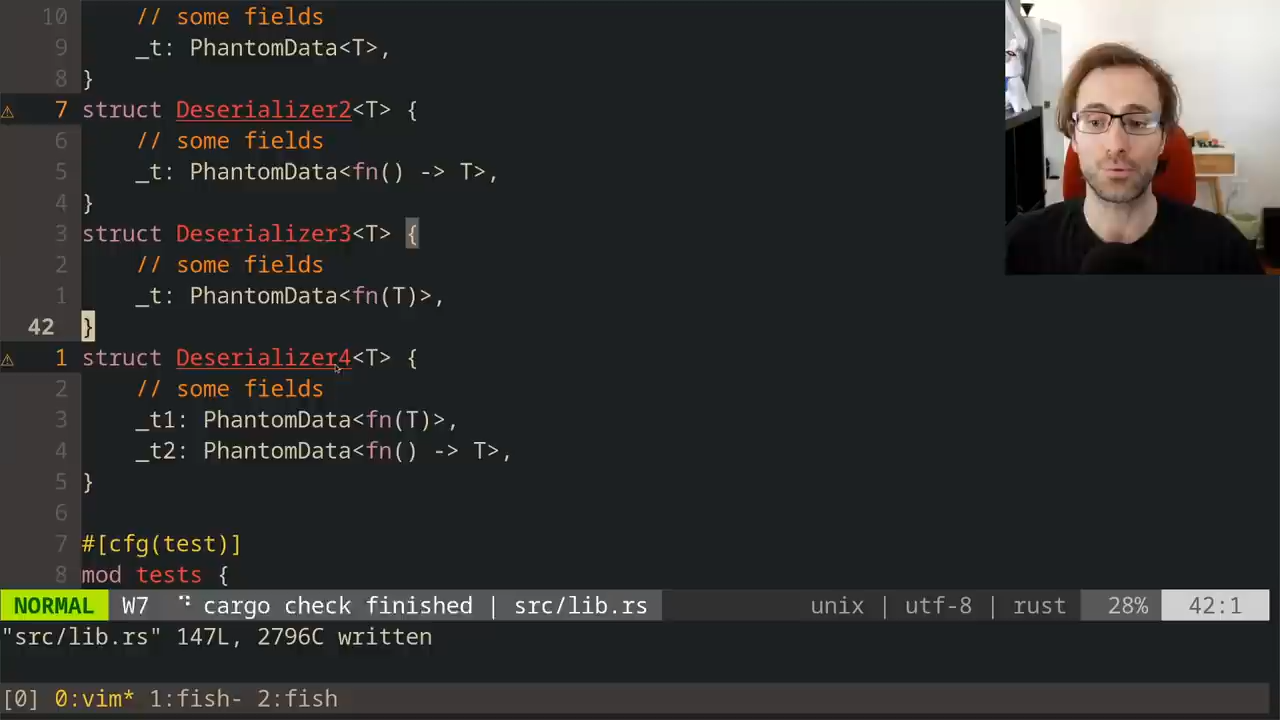 10 // some fields
9 _t: PhantomData<T>,
8 }
⚠ 7 struct Deserializer2<T> {
6 // some fields
5 _t: PhantomData<fn() -> T>,
4 }
3 struct Deserializer3<T> {
2 // some fields
1 _t: PhantomData<fn(T)>,
42 }
⚠ 1 struct Deserializer4<T> {
2 // some fields
3 _t1: PhantomData<fn(T)>,
4 _t2: PhantomData<fn() -> T>,
5 }
6
7 #[cfg(test)]
8 mod tests {
NORMAL W7 cargo check finished | src/lib.rs unix | utf-8 | rust 28% 42:1
"src/lib.rs" 147L, 2796C written
[0] 0:vim* 1:fish- 2:fish